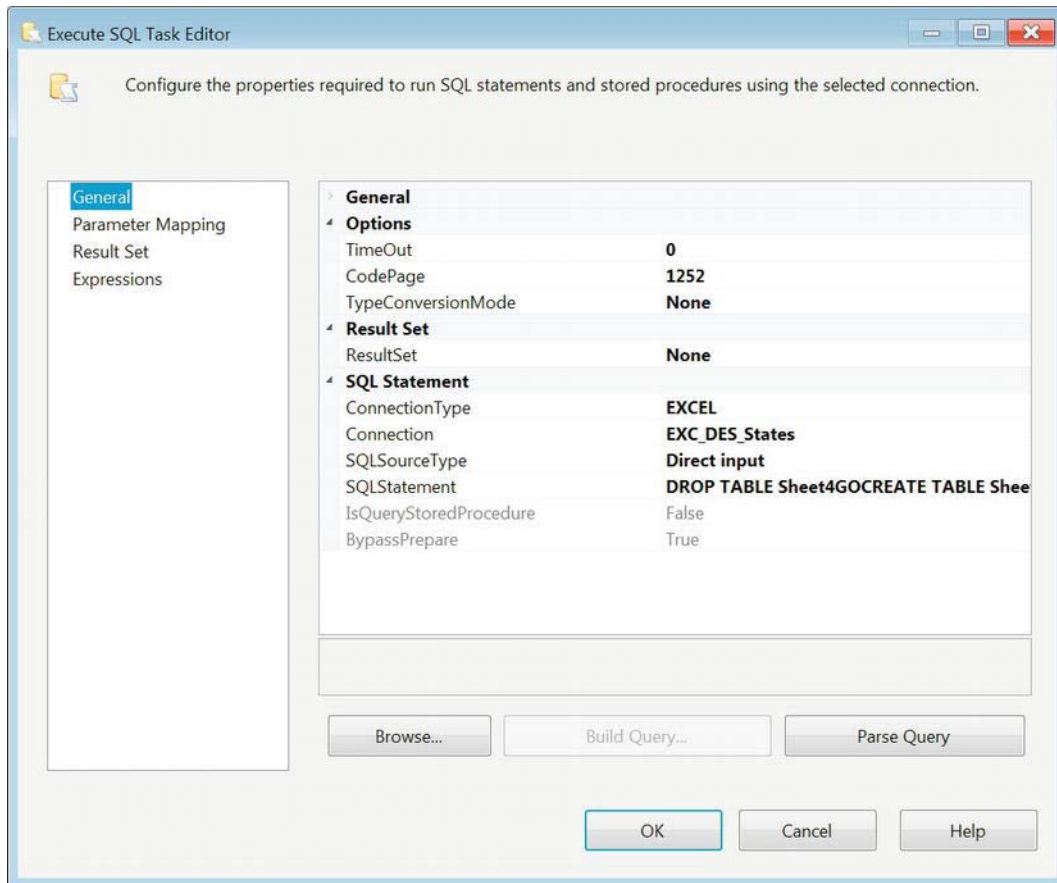 Execute SQL Task Editor
Configure the properties required to run SQL statements and stored procedures using the selected connection.
General
Parameter Mapping
Result Set
Expressions
General
Options
TimeOut 0
CodePage 1252
TypeConversionMode None
Result Set
ResultSet None
SQL Statement
ConnectionType EXCEL
Connection EXC_DES_States
SQLSourceType Direct input
SQLStatement DROP TABLE Sheet4GOCREATE TABLE Shee
IsQueryStoredProcedure False
BypassPrepare True
Browse... Build Query... Parse Query
OK Cancel Help